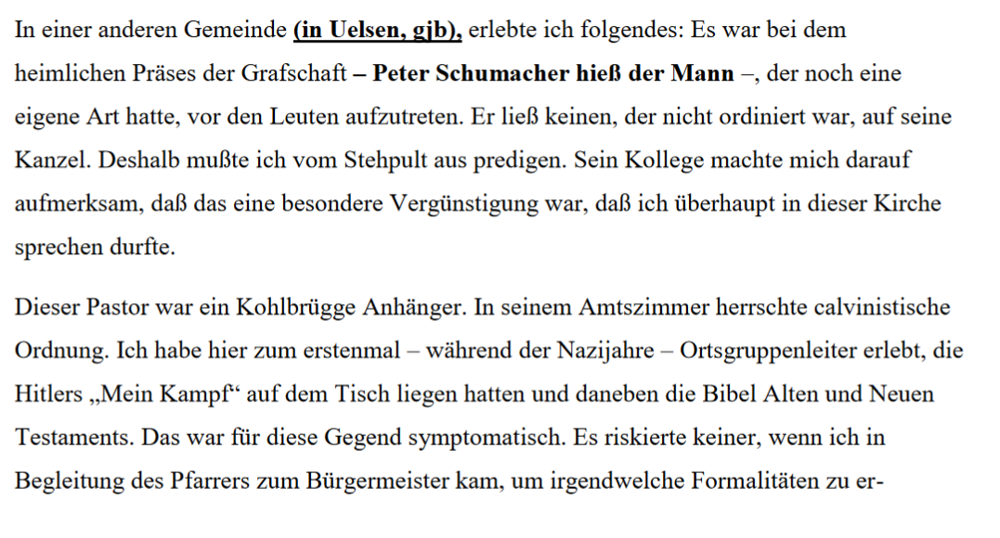 In einer anderen Gemeinde (in Uelsen, gjb), erlebte ich folgendes: Es war bei dem
heimlichen Präses der Grafschaft – Peter Schumacher hieß der Mann –, der noch eine
eigene Art hatte, vor den Leuten aufzutreten. Er ließ keinen, der nicht ordiniert war, auf seine
Kanzel. Deshalb mußte ich vom Stehpult aus predigen. Sein Kollege machte mich darauf
aufmerksam, daß das eine besondere Vergünstigung war, daß ich überhaupt in dieser Kirche
sprechen durfte.
Dieser Pastor war ein Kohlbrügge Anhänger. In seinem Amtszimmer herrschte calvinistische
Ordnung. Ich habe hier zum erstenmal – während der Nazijahre – Ortsgruppenleiter erlebt, die
Hitlers „Mein Kampf“ auf dem Tisch liegen hatten und daneben die Bibel Alten und Neuen
Testaments. Das war für diese Gegend symptomatisch. Es riskierte keiner, wenn ich in
Begleitung des Pfarrers zum Bürgermeister kam, um irgendwelche Formalitäten zu er-